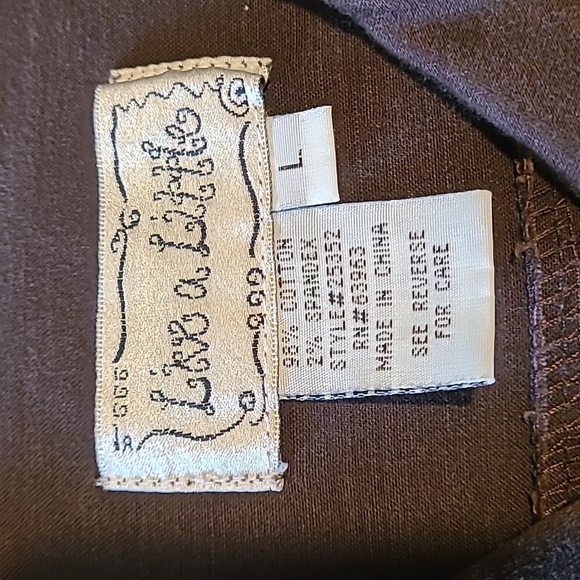 Live a Little
L
98% COTTON
2% SPANDEX
STYLE#25352
RN#63963
MADE IN CHINA
SEE REVERSE
FOR CARE